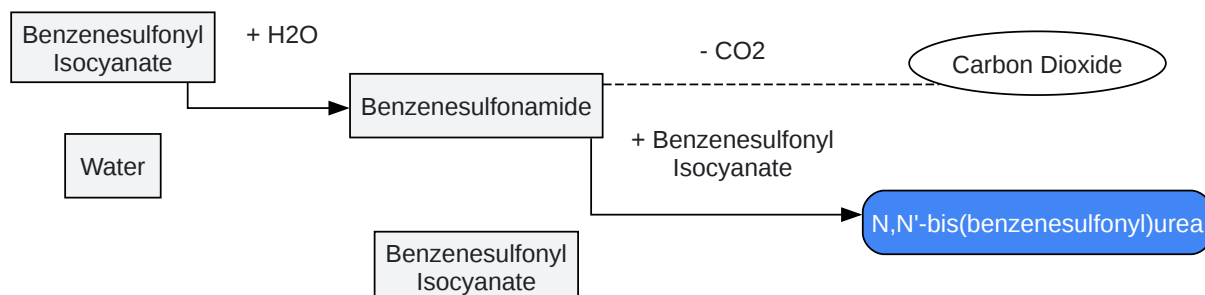 Benzenesulfonyl
Isocyanate
+ H2O
- CO2
Carbon Dioxide
Benzenesulfonamide
+ Benzenesulfonyl
Isocyanate
Water
N,N'-bis(benzenesulfonyl)urea
Benzenesulfonyl
Isocyanate